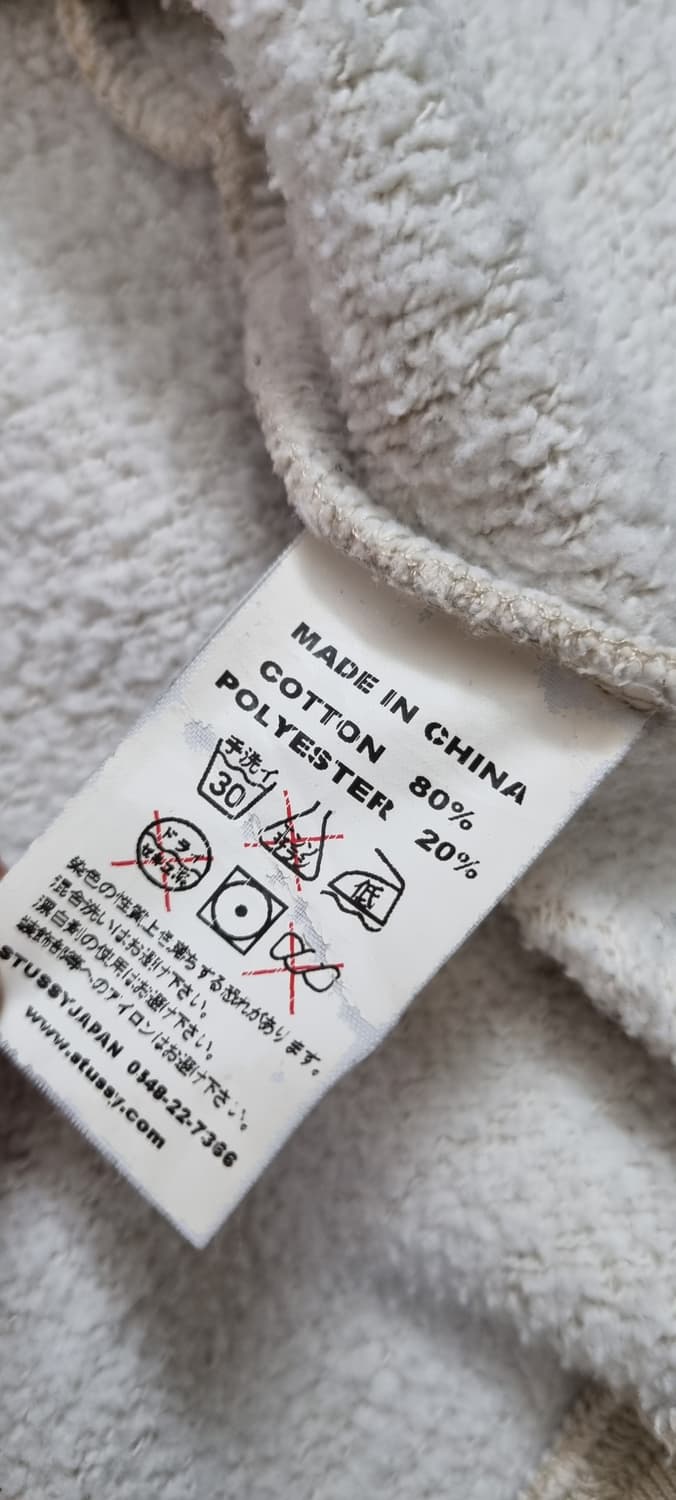 MADE IN CHINA
COTTON 80%
POLYESTER 20%
手洗イ
30
低
ドライ
染色の性質上色落ちする恐れがあります。
混合洗いはお避け下さい。
漂白剤の使用はお避け下さい。
装飾部等へのアイロンはお避け下さい。
STUSSYJAPAN 0548-22-7366
www.stussy.com